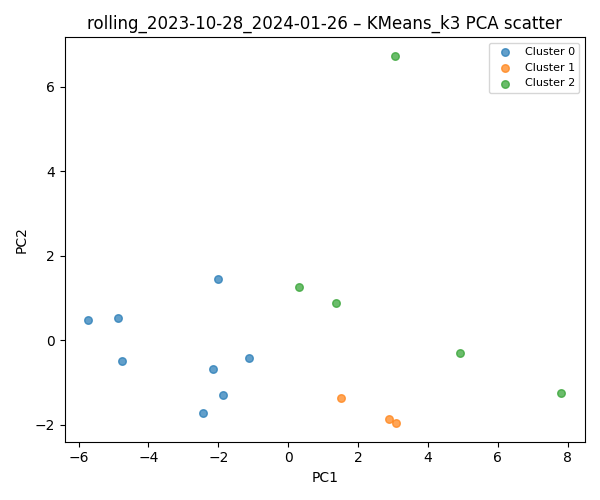 rolling_2023-10-28_2024-01-26 – KMeans_k3 PCA scatter
Cluster 0
Cluster 1
Cluster 2
PC2
6
4
2
0
−2
−6
−4
−2
0
2
4
6
8
PC1